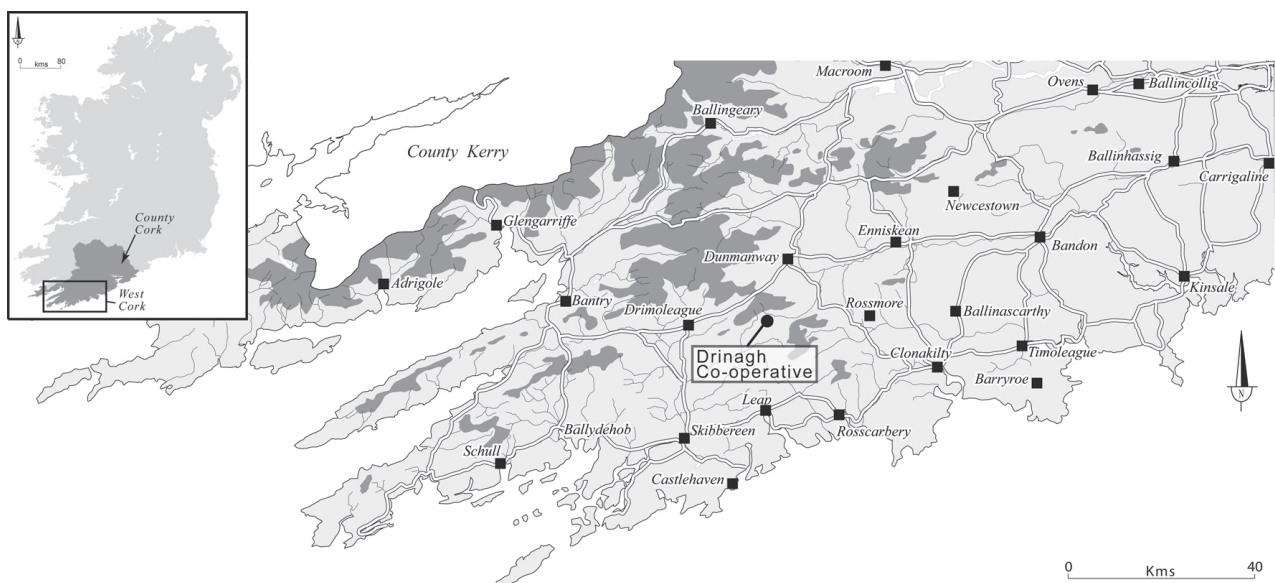 N
0 kms 80
County
Cork
West
Cork
County Kerry
Macroom
Ovens
Ballincollig
Ballingeary
Ballinhassig
Carrigaline
Newcestown
Glengarriffe
Enniskean
Bandon
Dunmanway
Adrigole
Kinsale
Bantry
Drimoleague
Rossmore
Ballinascarthy
Drinagh
Co-operative
Clonakilty
Timoleague
Barryroe
N
Leap
Rosscarbery
Ballydehob
Skibbereen
Schull
Castlehaven
0 Kms 40